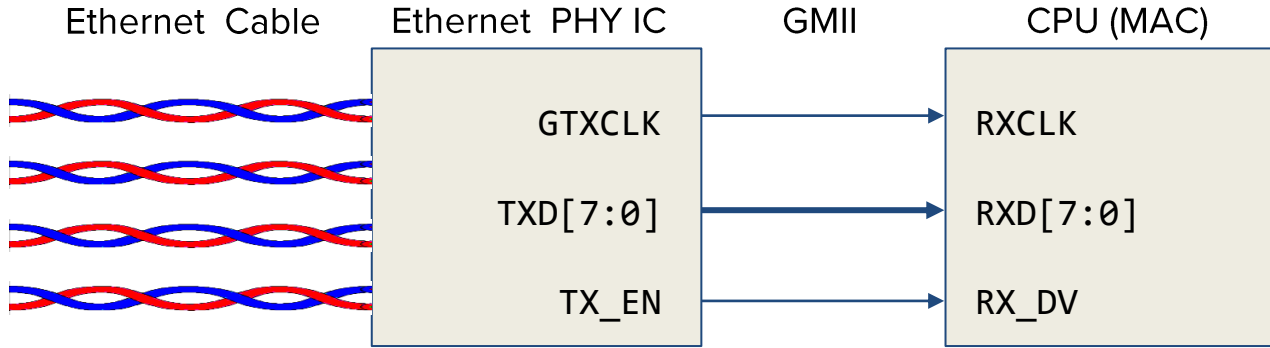 Ethernet Cable Ethernet PHY IC GMII CPU (MAC)
GTXCLK RXCLK
TXD[7:0] RXD[7:0]
TX_EN RX_DV